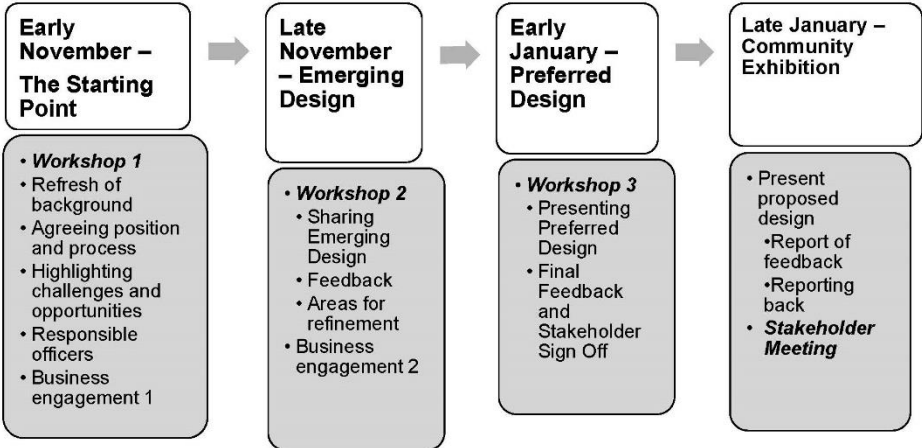 Early
November –
The Starting
Point
• Workshop 1
• Refresh of
background
• Agreeing position
and process
• Highlighting
challenges and
opportunities
• Responsible
officers
• Business
engagement 1
Late
November
– Emerging
Design
• Workshop 2
• Sharing
Emerging
Design
• Feedback
• Areas for
refinement
• Business
engagement 2
Early
January –
Preferred
Design
• Workshop 3
• Presenting
Preferred
Design
• Final
Feedback
and
Stakeholder
Sign Off
Late January –
Community
Exhibition
• Present
proposed
design
•Report of
feedback
•Reporting
back
• Stakeholder
Meeting